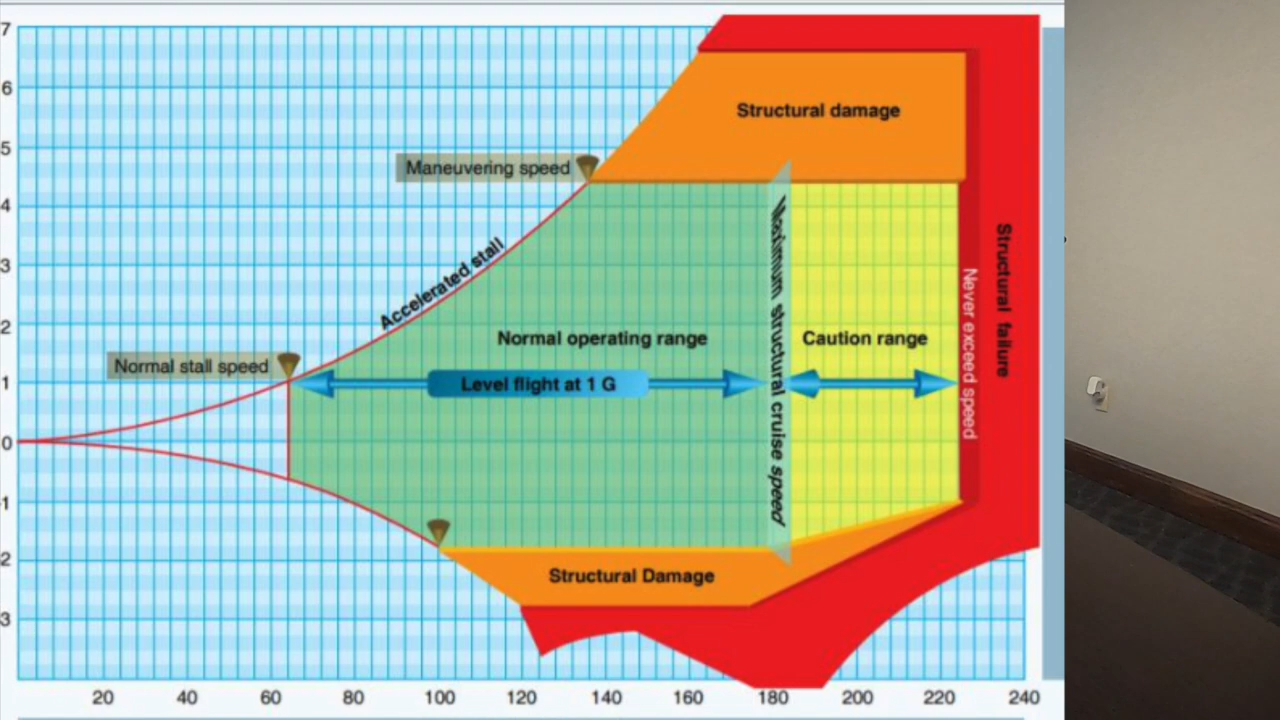 7
6
Structural damage
5
Maneuvering speed
4
3
Accelerated stall
Structural failure
Maximum structural cruise speed
Never exceed speed
2
Normal operating range
Caution range
Normal stall speed
1
Level flight at 1 G
0
1
2
Structural Damage
3
20 40 60 80 100 120 140 160 180 200 220 240